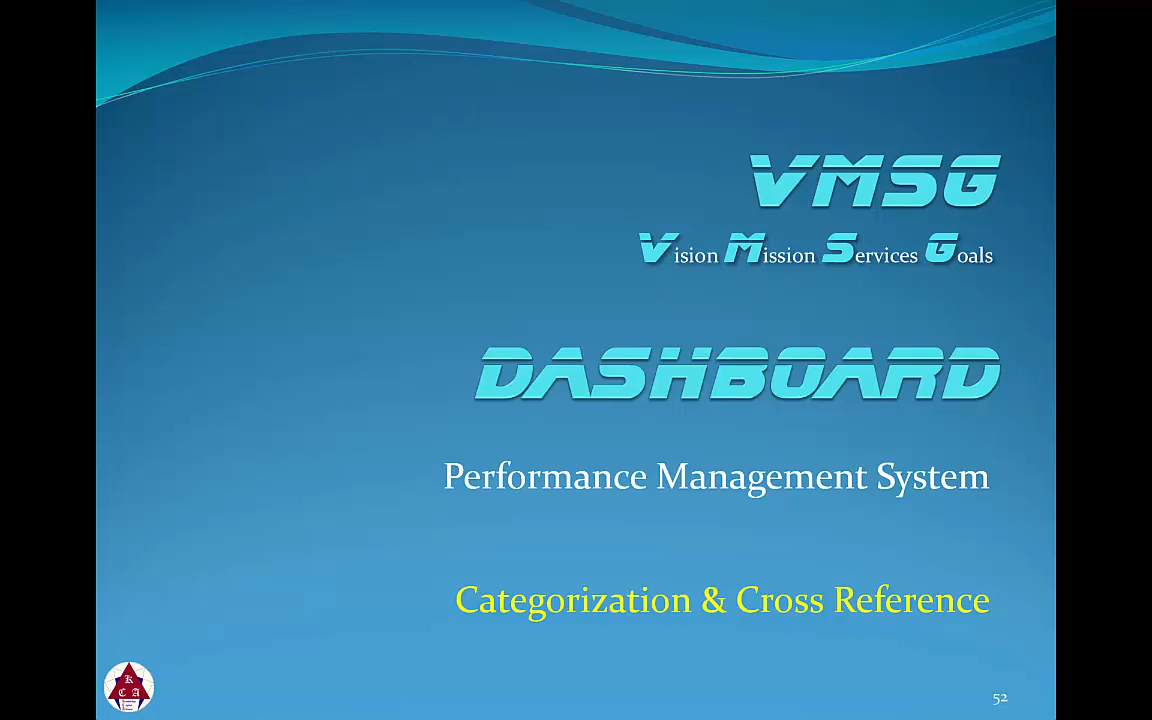 VMSG
Vision Mission Services Goals
DASHBOARD
Performance Management System
Categorization & Cross Reference
K
C A
52